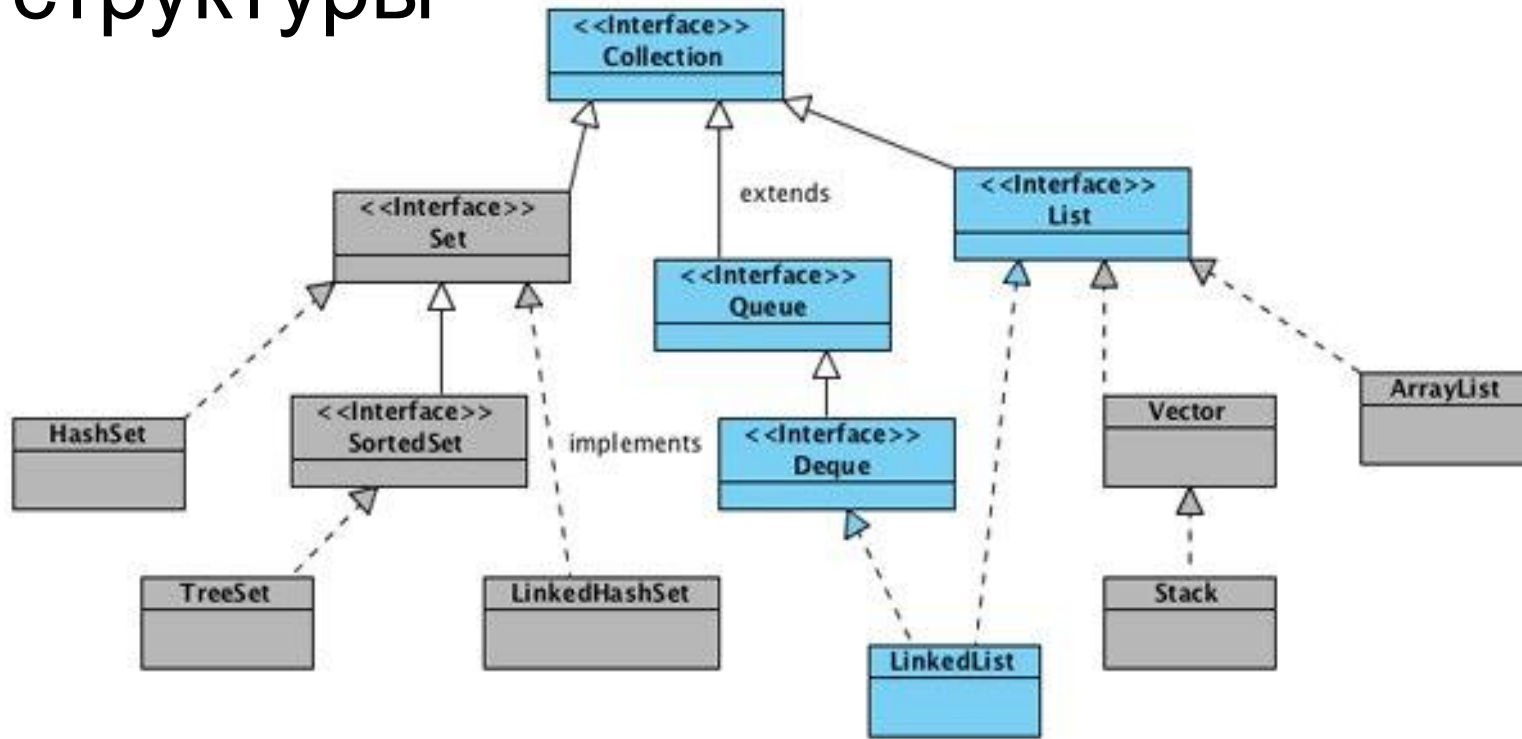 структуры
<<Interface>>
Collection
<<Interface>>
Set
extends
<<Interface>>
List
<<Interface>>
Queue
HashSet
<<Interface>>
SortedSet
implements
<<Interface>>
Deque
Vector
ArrayList
TreeSet
LinkedHashSet
LinkedList
Stack